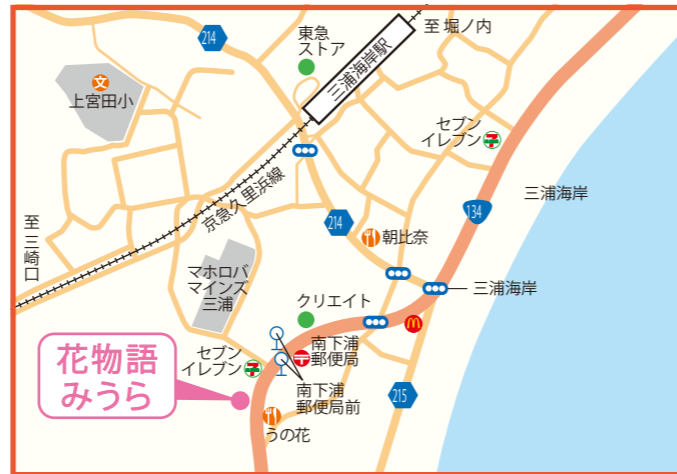 214
東急
ストア
三浦海岸駅
至 堀ノ内
文
上宮田小
セブン
イレブン
京急久里浜線
至 三崎口
214
134
三浦海岸
朝比奈
マホロバ
マインズ
三浦
クリエイト
三浦海岸
花物語
みうら
セブン
イレブン
南下浦
郵便局
南下浦
郵便局前
215
うの花